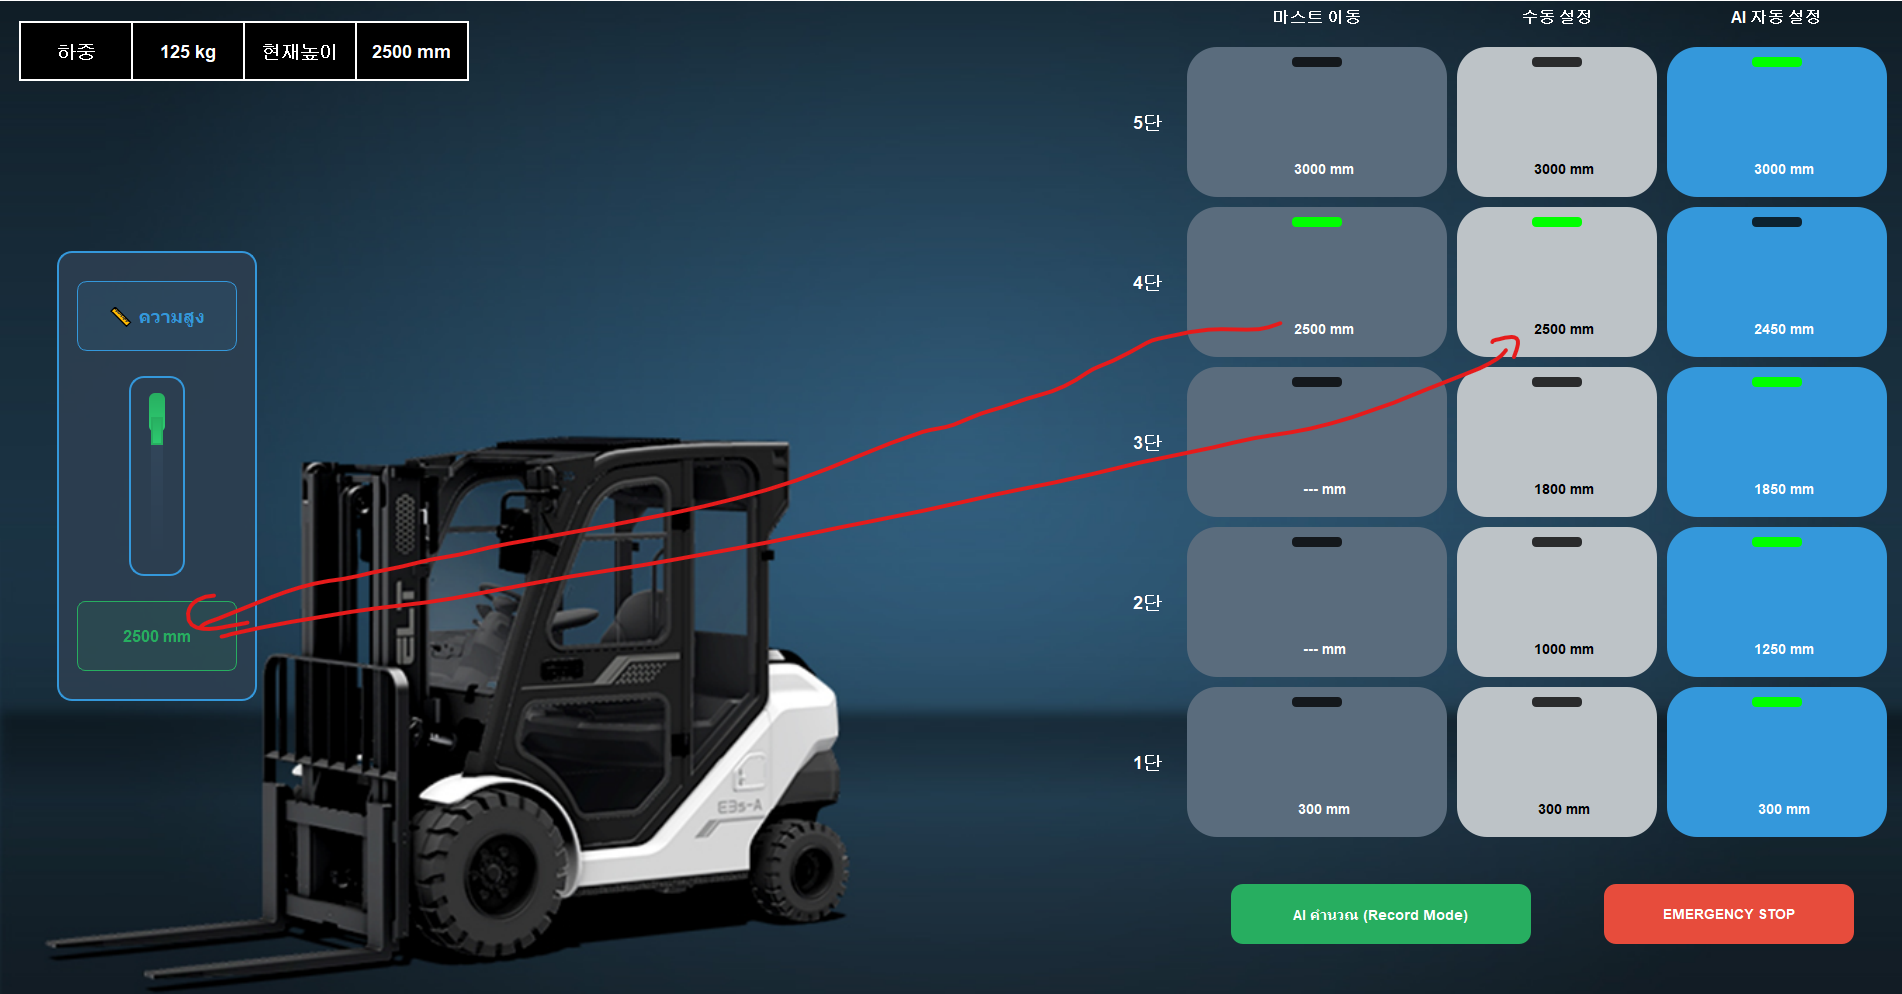 하중 125 kg 현재높이 2500 mm
마스트 이동 수동 설정 AI 자동 설정
5단 3000 mm 3000 mm 3000 mm
4단 2500 mm 2500 mm 2450 mm
3단 --- mm 1800 mm 1850 mm
2단 --- mm 1000 mm 1250 mm
1단 300 mm 300 mm 300 mm
ความสูง
2500 mm
E3s-A
AI คำนวณ (Record Mode) EMERGENCY STOP